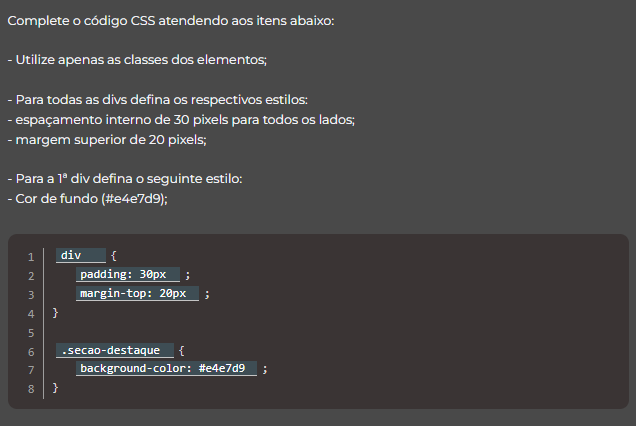 Complete o código CSS atendendo aos itens abaixo:
- Utilize apenas as classes dos elementos;
- Para todas as divs defina os respectivos estilos:
- espaçamento interno de 30 pixels para todos os lados;
- margem superior de 20 pixels;
- Para a 1ª div defina o seguinte estilo:
- Cor de fundo (#e4e7d9);
1 div {
2 padding: 30px ;
3 margin-top: 20px ;
4 }
5
6 .secao-destaque {
7 background-color: #e4e7d9 ;
8 }